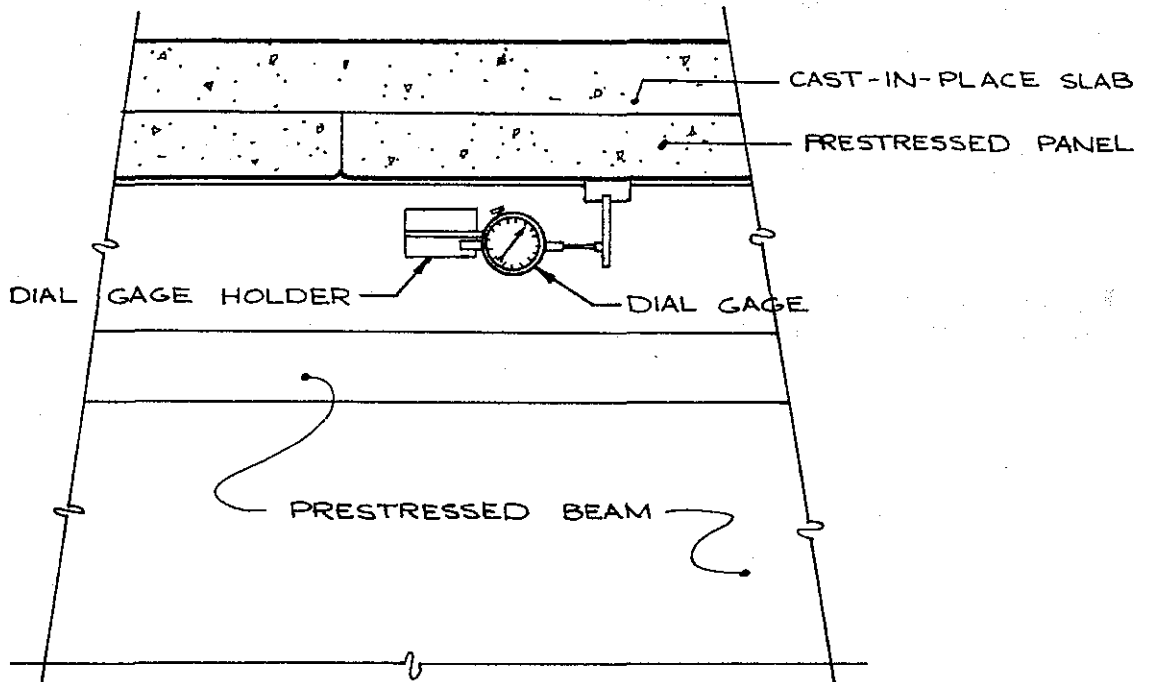 CAST-IN-PLACE SLAB
PRESTRESSED PANEL
DIAL GAGE HOLDER
DIAL GAGE
PRESTRESSED BEAM